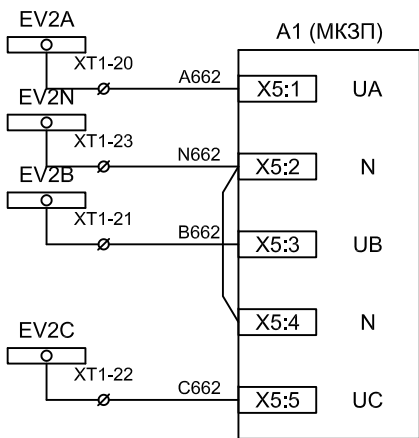 EV2A
A1 (МКЗП)
XT1-20
A662
X5:1
UA
EV2N
XT1-23
N662
X5:2
N
EV2B
XT1-21
B662
X5:3
UB
X5:4
N
EV2C
XT1-22
C662
X5:5
UC